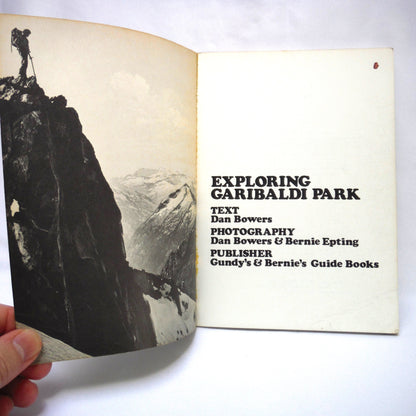 EXPLORING
GARIBALDI PARK
TEXT
Dan Bowers
PHOTOGRAPHY
Dan Bowers & Bernie Epting
PUBLISHER
Gundy's & Bernie's Guide Books